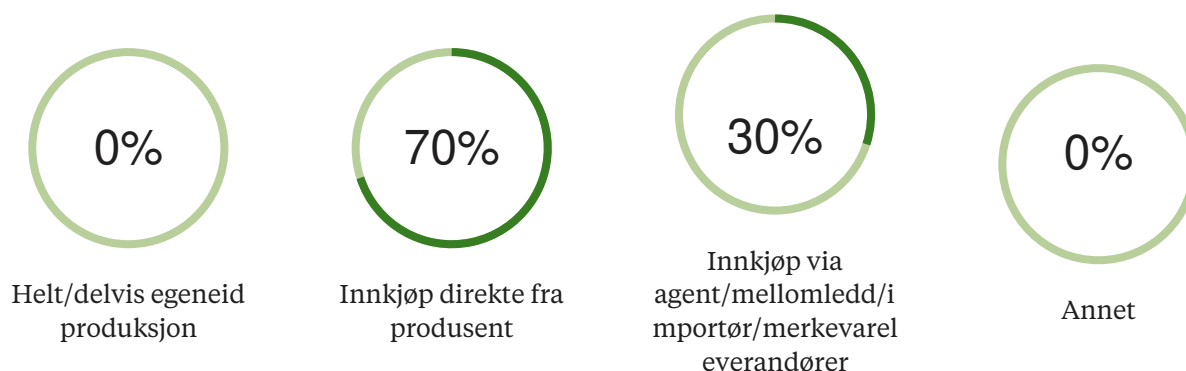 0%
Helt/delvis egeneid
produksjon
70%
Innkjøp direkte fra
produsent
30%
Innkjøp via
agent/mellomledd/i
mportør/merkevarel
everandører
0%
Annet